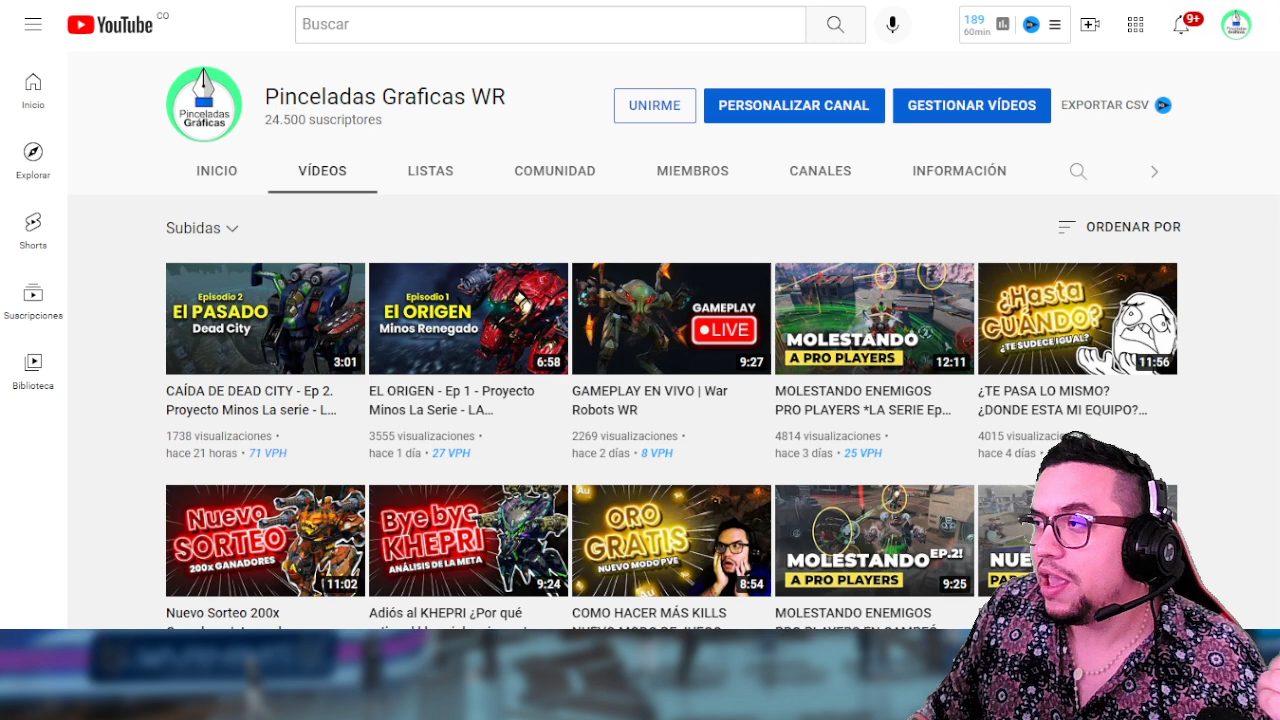 YouTube CO
Buscar
189
60min
9+
Inicio
Explorar
Shorts
Suscripciones
Biblioteca
Pinceladas
Gráficas
Pinceladas Graficas WR
24.500 suscriptores
UNIRME
PERSONALIZAR CANAL
GESTIONAR VÍDEOS
EXPORTAR CSV
INICIO
VÍDEOS
LISTAS
COMUNIDAD
MIEMBROS
CANALES
INFORMACIÓN
Subidas
ORDENAR POR
Episodio 2
El PASADO
Dead City
3:01
Episodio 1
El ORIGEN
Minos Renegado
6:58
GAMEPLAY
LIVE
9:27
MOLESTANDO
A PRO PLAYERS
12:11
¿Hasta
CUÁNDO?
¿TE SUDECE IGUAL?
11:56
CAÍDA DE DEAD CITY - Ep 2.
Proyecto Minos La serie - L...
1738 visualizaciones •
hace 21 horas • 71 VPH
EL ORIGEN - Ep 1 - Proyecto
Minos La Serie - LA...
3555 visualizaciones •
hace 1 día • 27 VPH
GAMEPLAY EN VIVO | War
Robots WR
2269 visualizaciones •
hace 2 días • 8 VPH
MOLESTANDO ENEMIGOS
PRO PLAYERS *LA SERIE Ep...
4814 visualizaciones •
hace 3 días • 25 VPH
¿TE PASA LO MISMO?
¿DONDE ESTA MI EQUIPO?...
4015
hace 4 días •
Nuevo
SORTEO
200x GANADORES
11:02
Bye bye
KHEPRI
ANÁLISIS DE LA META
9:24
Au
ORO
GRATIS
NUEVO MODO PVE
8:54
MOLESTANDO EP.2!
A PRO PLAYERS
9:25
Nuevo Sorteo 200x
Adiós al KHEPRI ¿Por qué
COMO HACER MÁS KILLS
MOLESTANDO ENEMIGOS